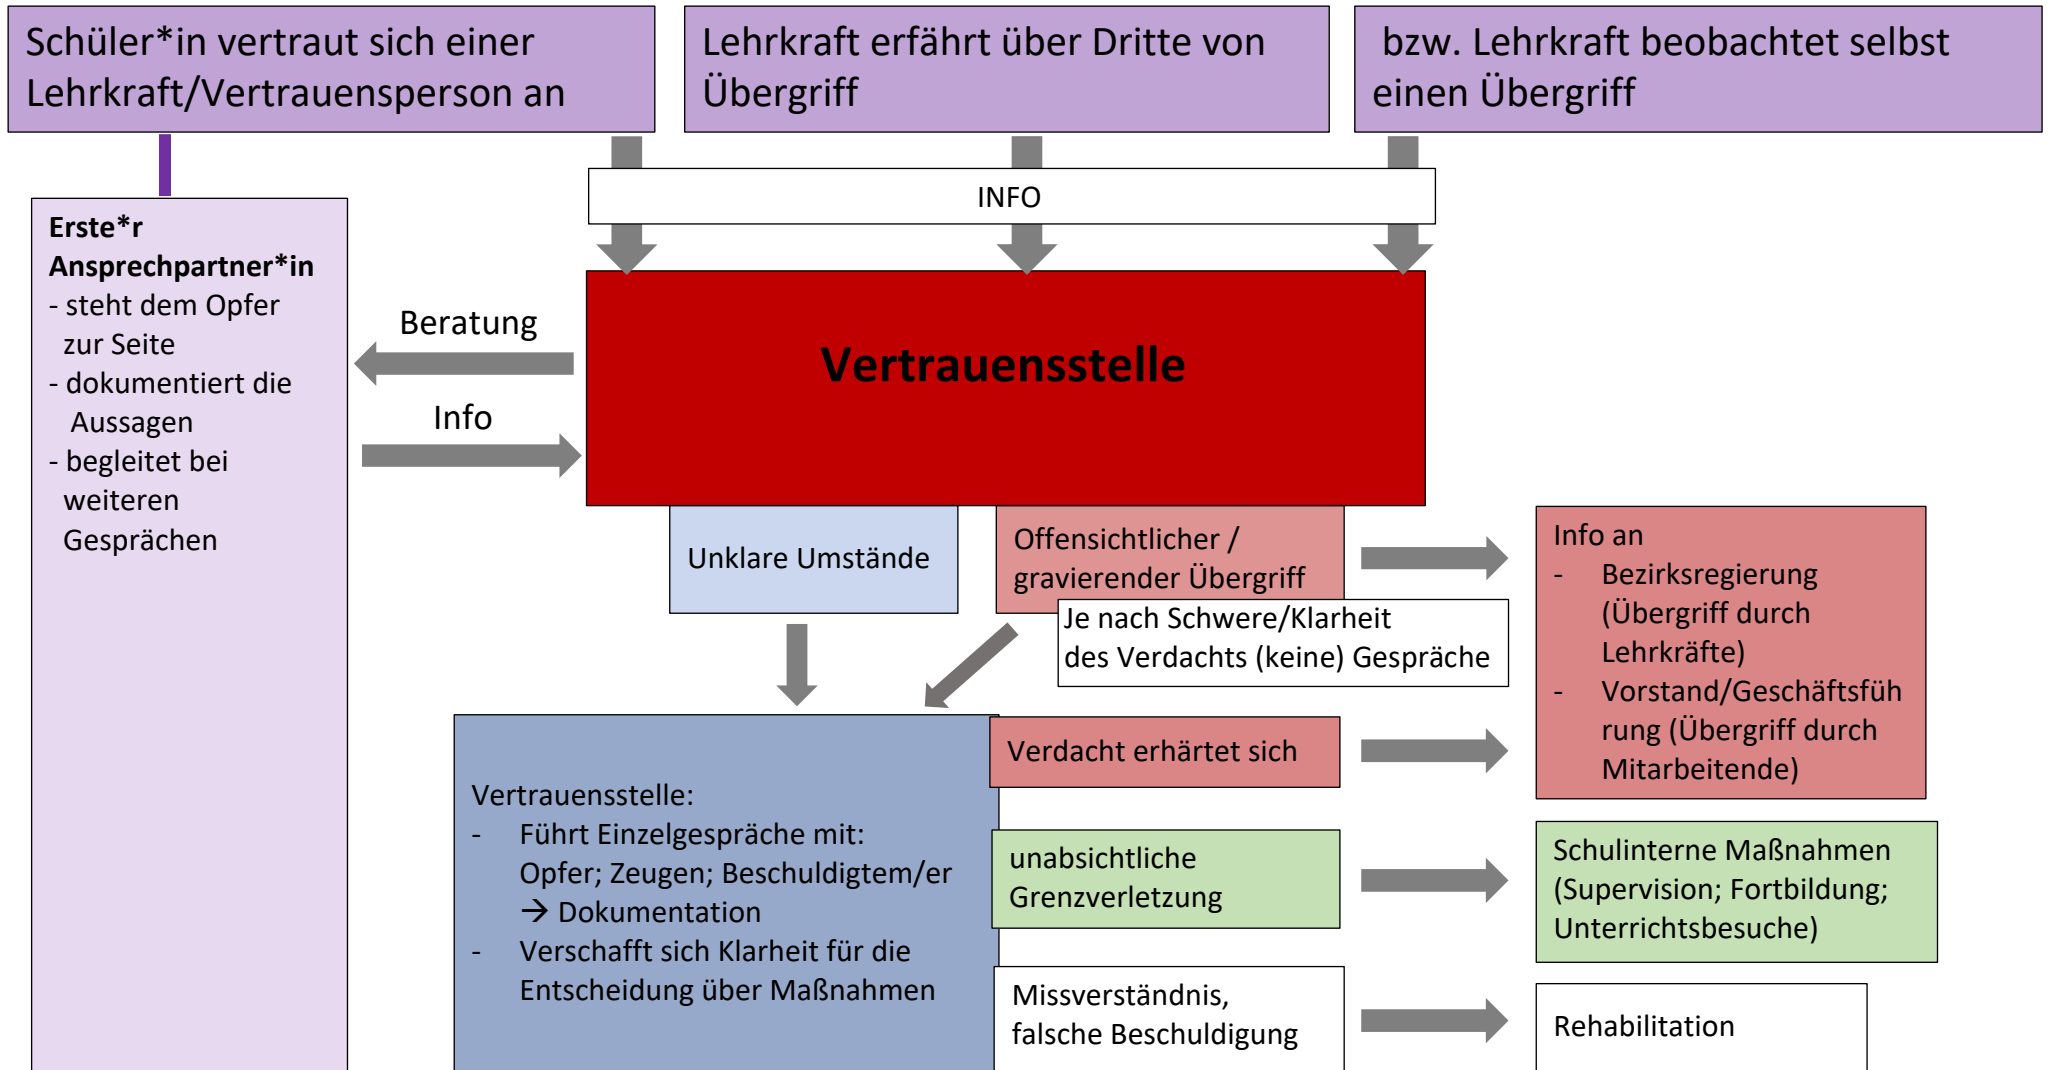 Schüler*in vertraut sich einer
Lehrkraft/Vertrauensperson an
Lehrkraft erfährt über Dritte von
Übergriff
bzw. Lehrkraft beobachtet selbst
einen Übergriff
INFO
Erste*r
Ansprechpartner*in
- steht dem Opfer
zur Seite
- dokumentiert die
Aussagen
- begleitet bei
weiteren
Gesprächen
Beratung
Info
Vertrauensstelle
Unklare Umstände
Offensichtlicher /
gravierender Übergriff
Je nach Schwere/Klarheit
des Verdachts (keine) Gespräche
Info an
- Bezirksregierung
(Übergriff durch
Lehrkräfte)
- Vorstand/Geschäftsfüh
rung (Übergriff durch
Mitarbeitende)
Vertrauensstelle:
- Führt Einzelgespräche mit:
Opfer; Zeugen; Beschuldigtem/er
→ Dokumentation
- Verschafft sich Klarheit für die
Entscheidung über Maßnahmen
Verdacht erhärtet sich
unabsichtliche
Grenzverletzung
Schulinterne Maßnahmen
(Supervision; Fortbildung;
Unterrichtsbesuche)
Missverständnis,
falsche Beschuldigung
Rehabilitation